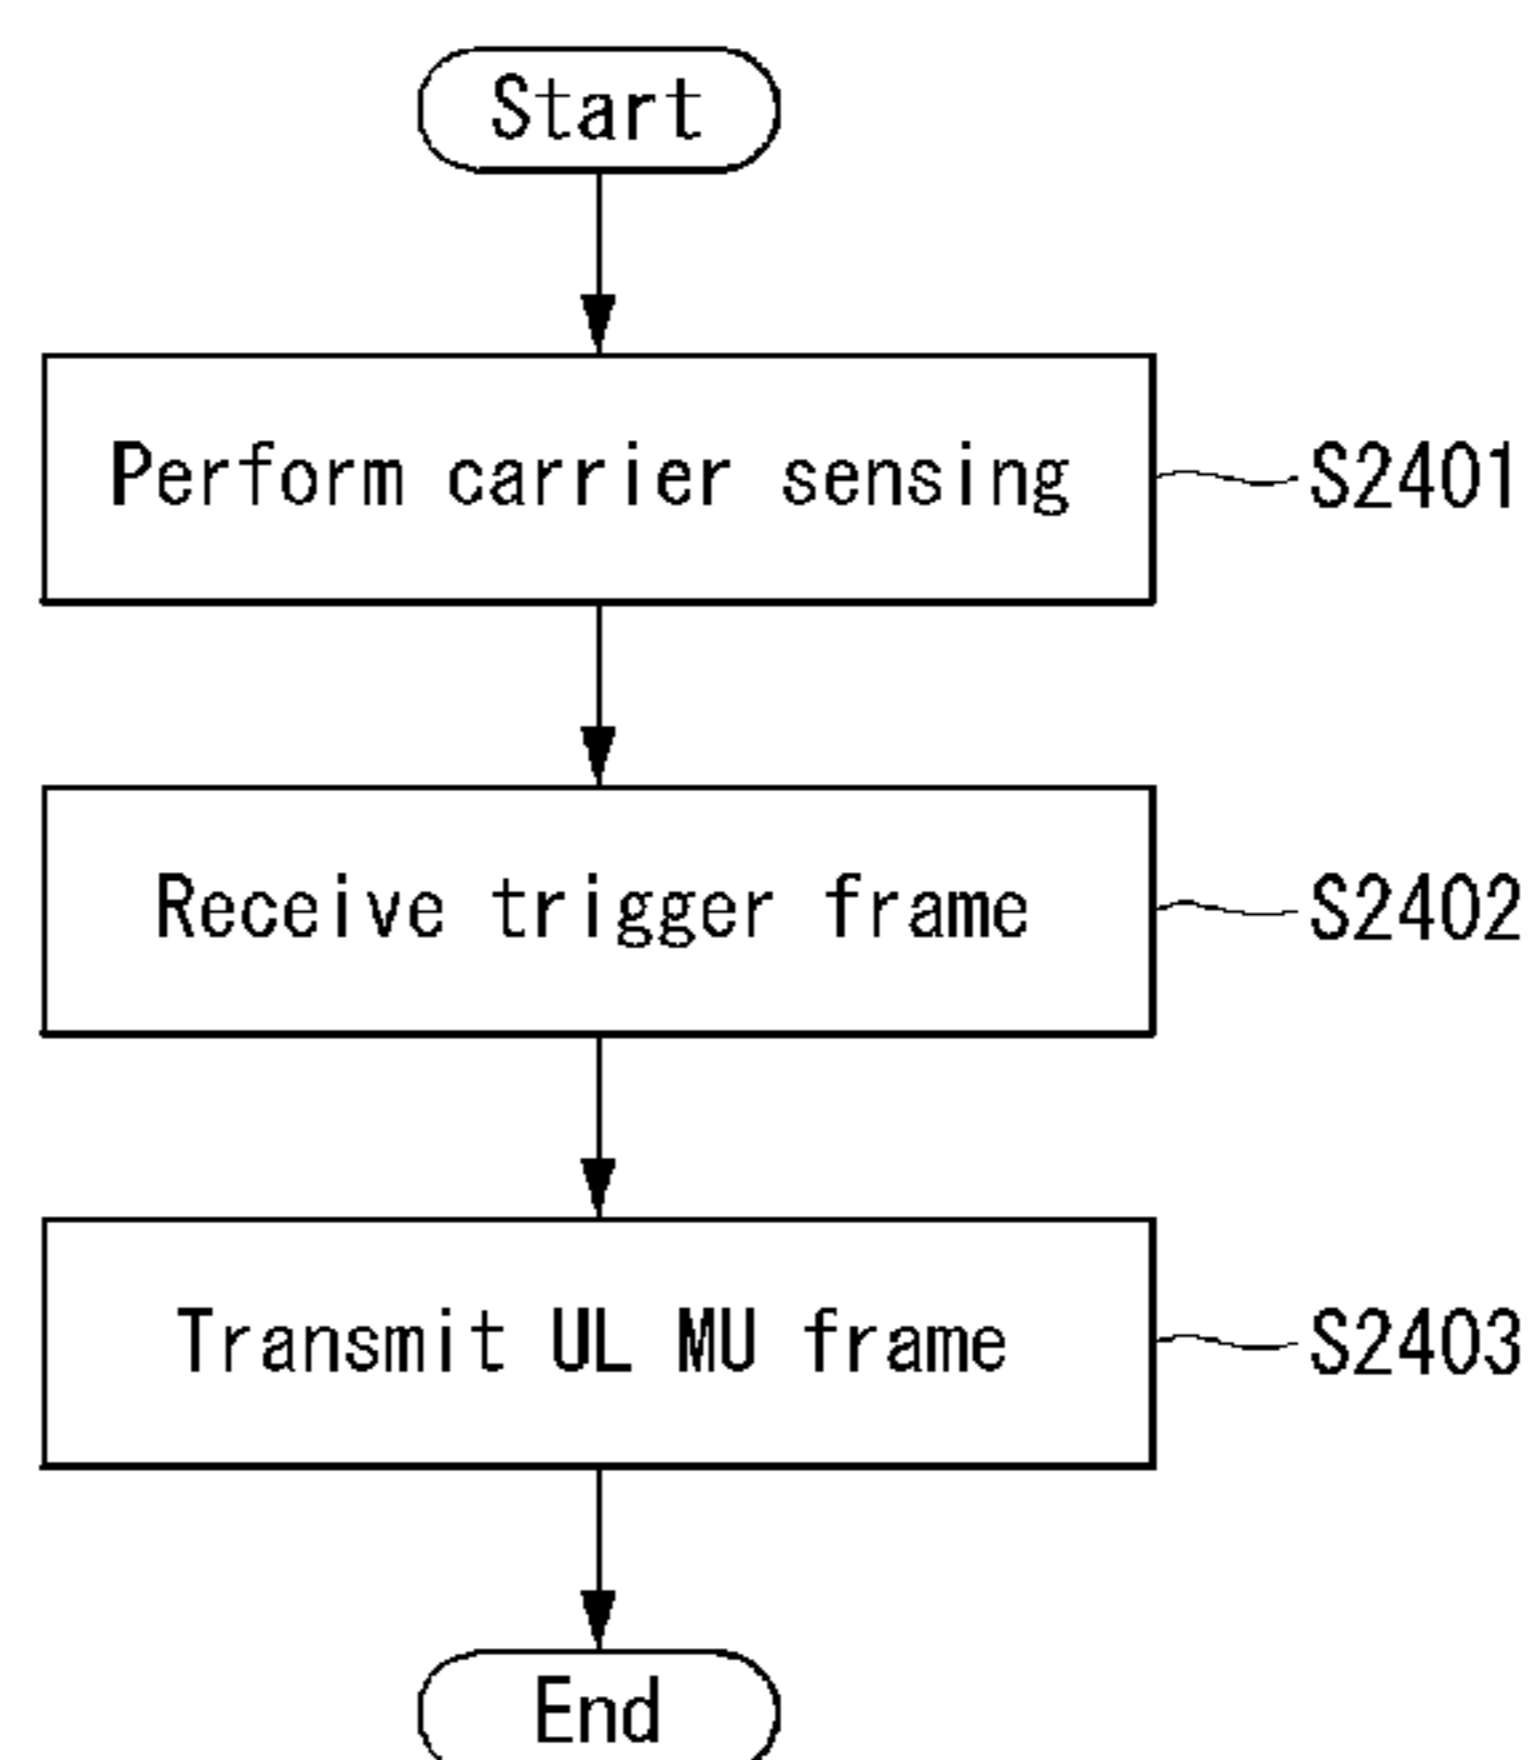 Start
Perform carrier sensing
S2401
Receive trigger frame
S2402
Transmit UL MU frame
S2403
End